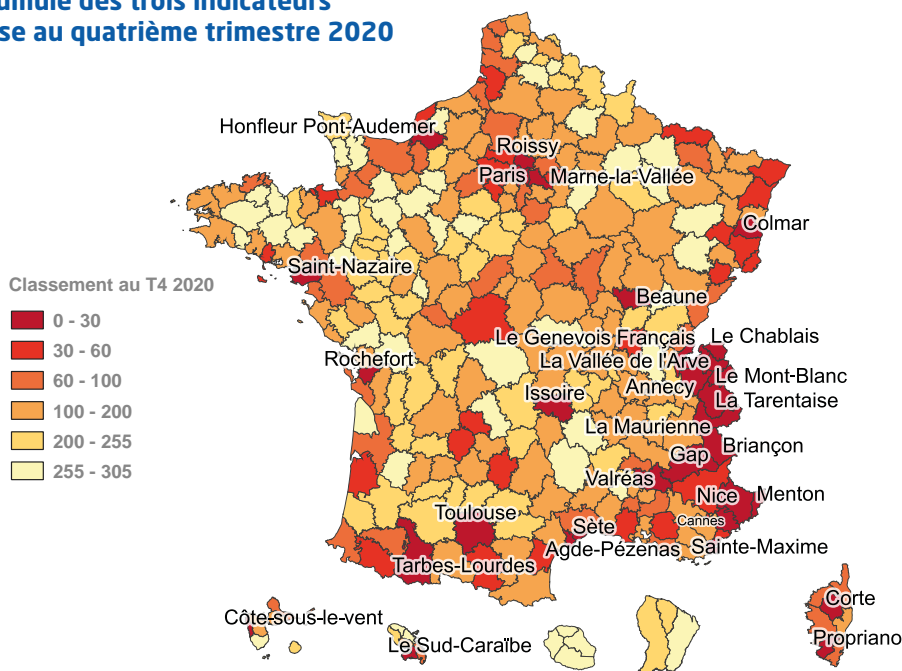 des trois indicateurs
au quatrième trimestre 2020
Honfleur Pont-Audemer
Roissy
Paris
Marne-la-Vallée
Colmar
Saint-Nazaire
Classement au T4 2020
0 - 30
30 - 60
60 - 100
100 - 200
200 - 255
255 - 305
Beaune
Le Genevois Français
Le Chablais
La Vallée de l'Arve
Rochefort
Le Mont-Blanc
Annecy
Issoire
La Tarentaise
La Maurienne
Briançon
Gap
Valréas
Nice
Menton
Toulouse
Cannes
Sète
Agde-Pézenas
Sainte-Maxime
Tarbes-Lourdes
Corte
Côte-sous-le-vent
Propriano
Le Sud-Caraïbe